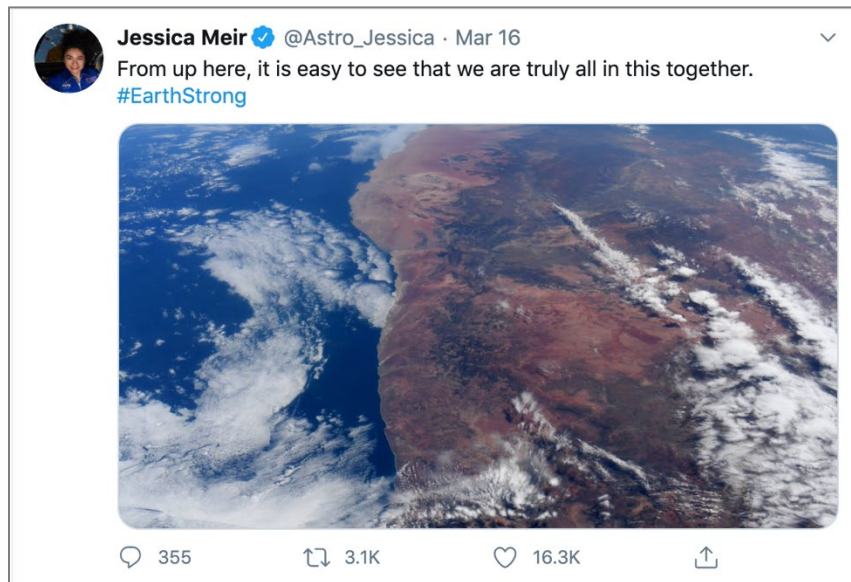 Jessica Meir @Astro_Jessica · Mar 16
From up here, it is easy to see that we are truly all in this together.
#EarthStrong
355 3.1K 16.3K